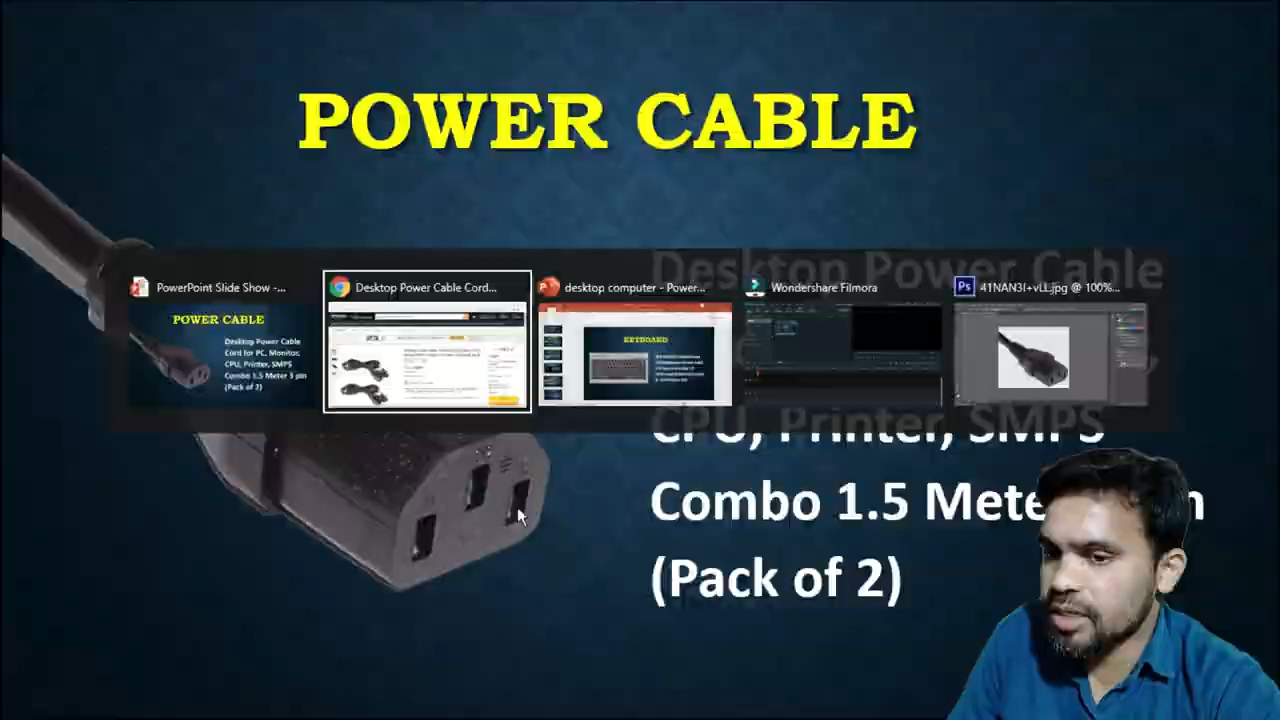 POWER CABLE
PowerPoint Slide Show -...
Desktop Power Cable Cord...
desktop computer - Power...
Wondershare Filmora
Ps 41NAN3I+vLL.jpg @ 100%...
POWER CABLE
Desktop Power Cable
Cord for PC, Monitor,
CPU, Printer, SMPS
Combo 1.5 Meter 3 pin
(Pack of 2)
KEYBOARD
Desktop Power Cable
CPU, Printer, SMPS
Combo 1.5
(Pack of 2)